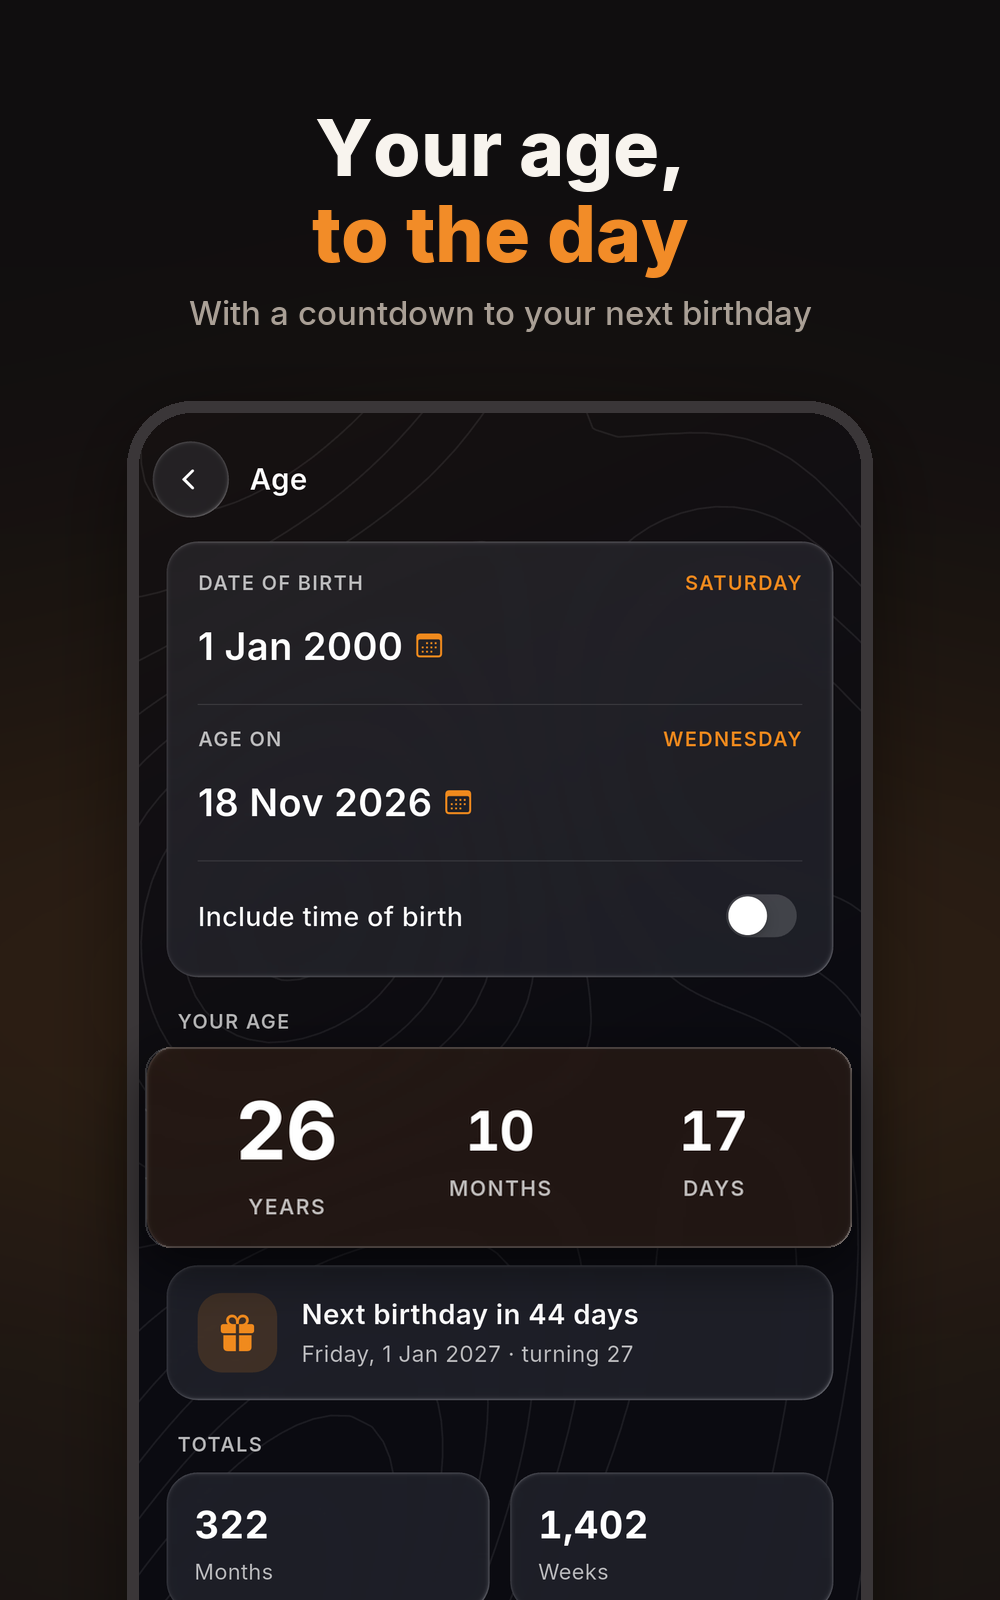 Your age,
to the day
With a countdown to your next birthday
Age
DATE OF BIRTH SATURDAY
1 Jan 2000
AGE ON WEDNESDAY
18 Nov 2026
Include time of birth
YOUR AGE
26 10 17
YEARS MONTHS DAYS
Next birthday in 44 days
Friday, 1 Jan 2027 · turning 27
TOTALS
322 1,402
Months Weeks